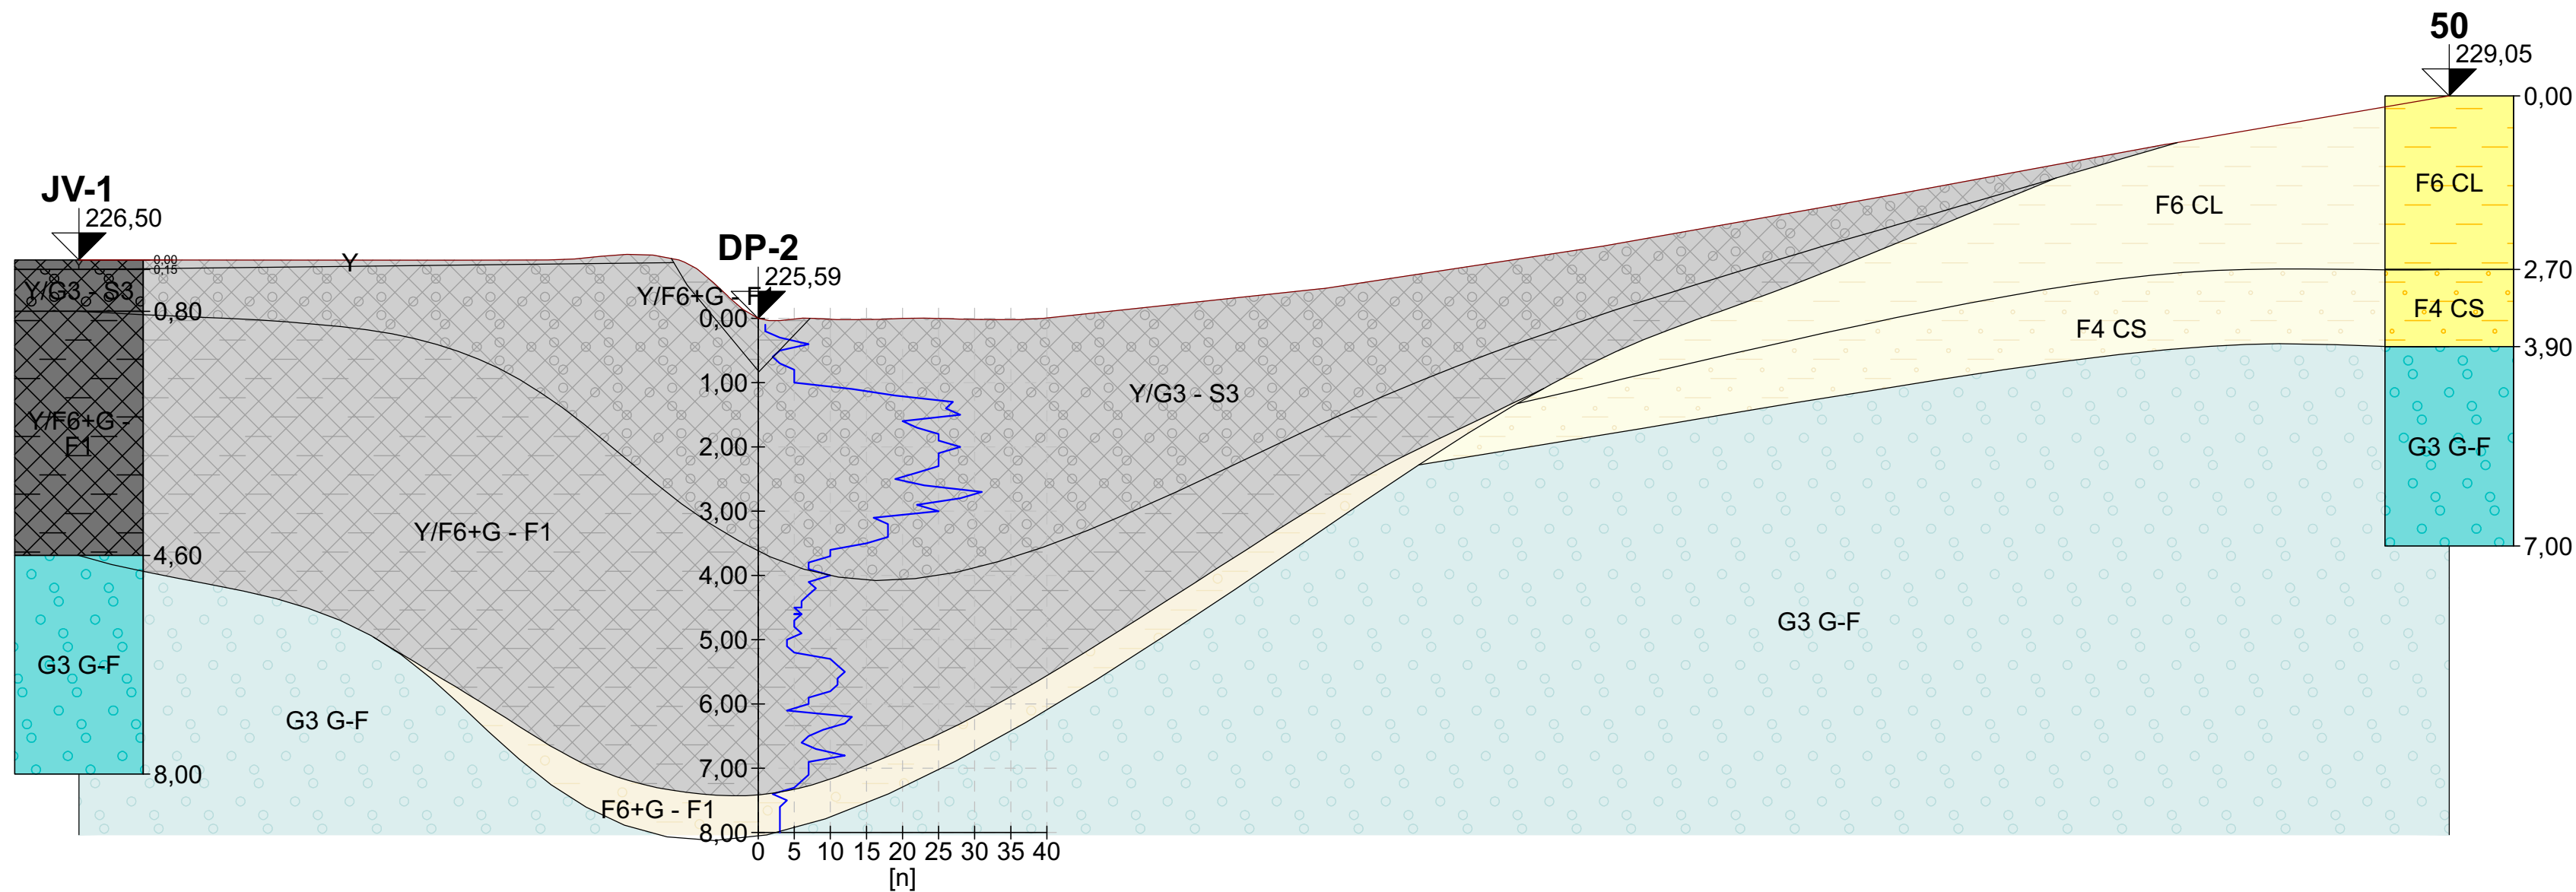 50
229,05
0,00
F6 CL
F6 CL
JV-1
226,50
DP-2
225,59
Y
0,00
0,15
Y/G3 - S3
Y/F6+G - F1
2,70
F4 CS
F4 CS
0,80
0,00
3,90
1,00
Y/G3 - S3
Y/F6+G -
F1
2,00
G3 G-F
3,00
Y/F6+G - F1
4,60
7,00
4,00
5,00
G3 G-F
G3 G-F
6,00
G3 G-F
7,00
8,00
F6+G - F1
8,00
0 5 10 15 20 25 30 35 40
[n]